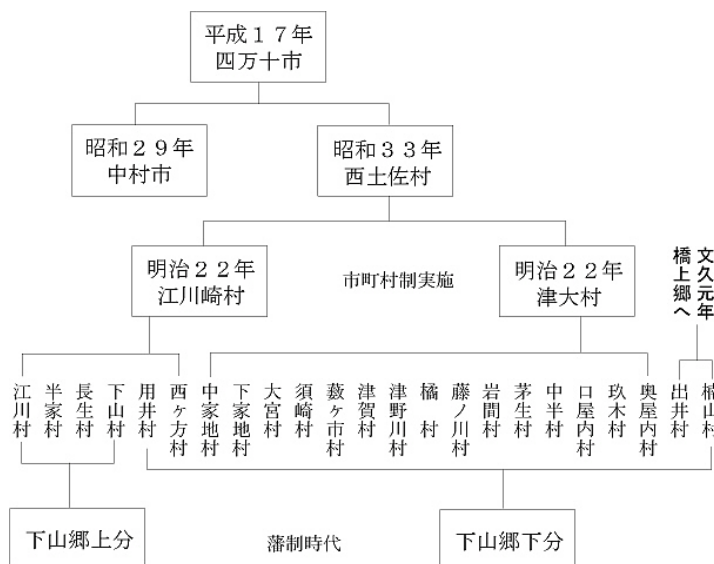 平成１７年
四万十市
昭和２９年
中村市
昭和３３年
西土佐村
明治２２年
江川崎村
市町村制実施
明治２２年
津大村
文久元年
橋上郷へ
江川村
半家村
長生村
下山村
用井村
西ヶ方村
中家地村
下家地村
大宮村
須崎村
藪ヶ市村
津賀村
津野川村
橘　村
藤ノ川村
岩間村
茅生村
中半村
口屋内村
玖木村
奥屋内村
出井村
楠山村
下山郷上分
藩制時代
下山郷下分